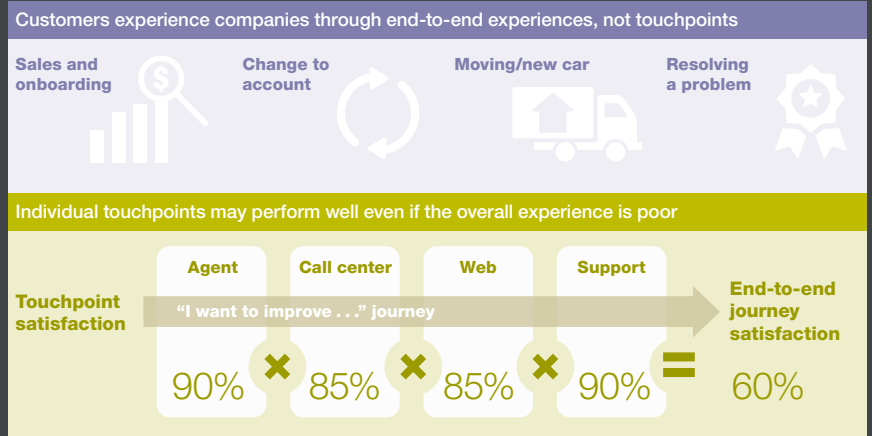 Customers experience companies through end-to-end experiences, not touchpoints
Sales and
onboarding
$
Change to
account
Moving/new car
Resolving
a problem
Individual touchpoints may perform well even if the overall experience is poor
Touchpoint
satisfaction
Agent
Call center
Web
Support
“I want to improve . . .” journey
End-to-end
journey
satisfaction
90% × 85% × 85% × 90% = 60%